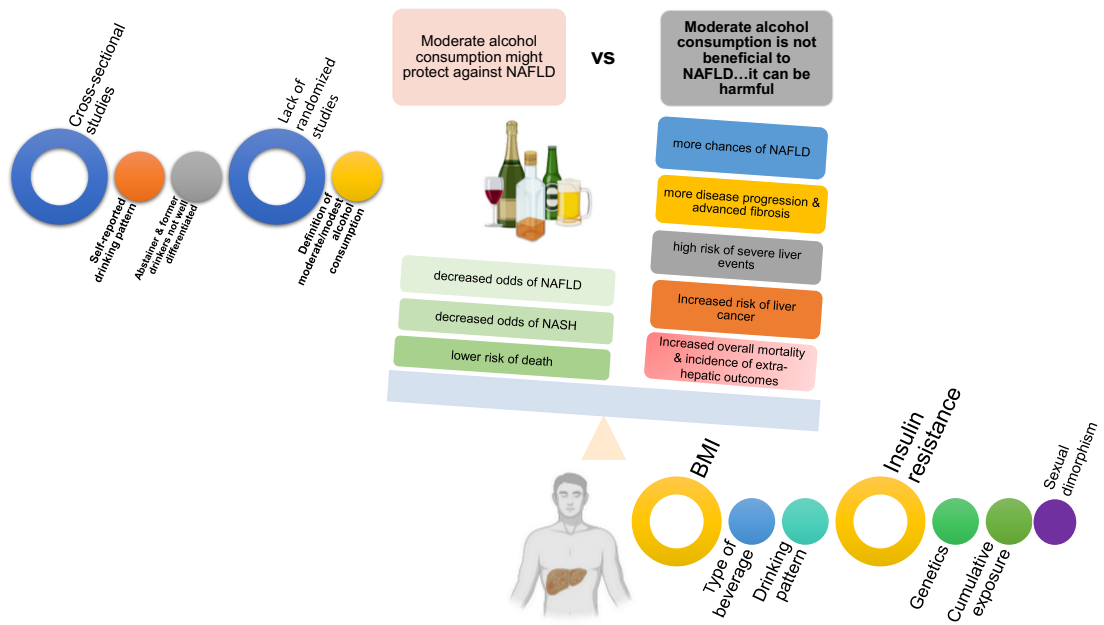 Cross-sectional
studies
Self-reported
drinking pattern
Abstainer & former
drinkers not well
differentiated
Lack of
randomized
studies
Definition of
moderate/modest
alcohol
consumption
Moderate alcohol
consumption might
protect against NAFLD
vs
Moderate alcohol
consumption is not
beneficial to
NAFLD...it can be
harmful
decreased odds of NAFLD
decreased odds of NASH
lower risk of death
more chances of NAFLD
more disease progression &
advanced fibrosis
high risk of severe liver
events
Increased risk of liver
cancer
Increased overall mortality
& incidence of extra-
hepatic outcomes
BMI
Type of
beverage
Drinking
pattern
Insulin
resistance
Genetics
Cumulative
exposure
Sexual
dimorphism